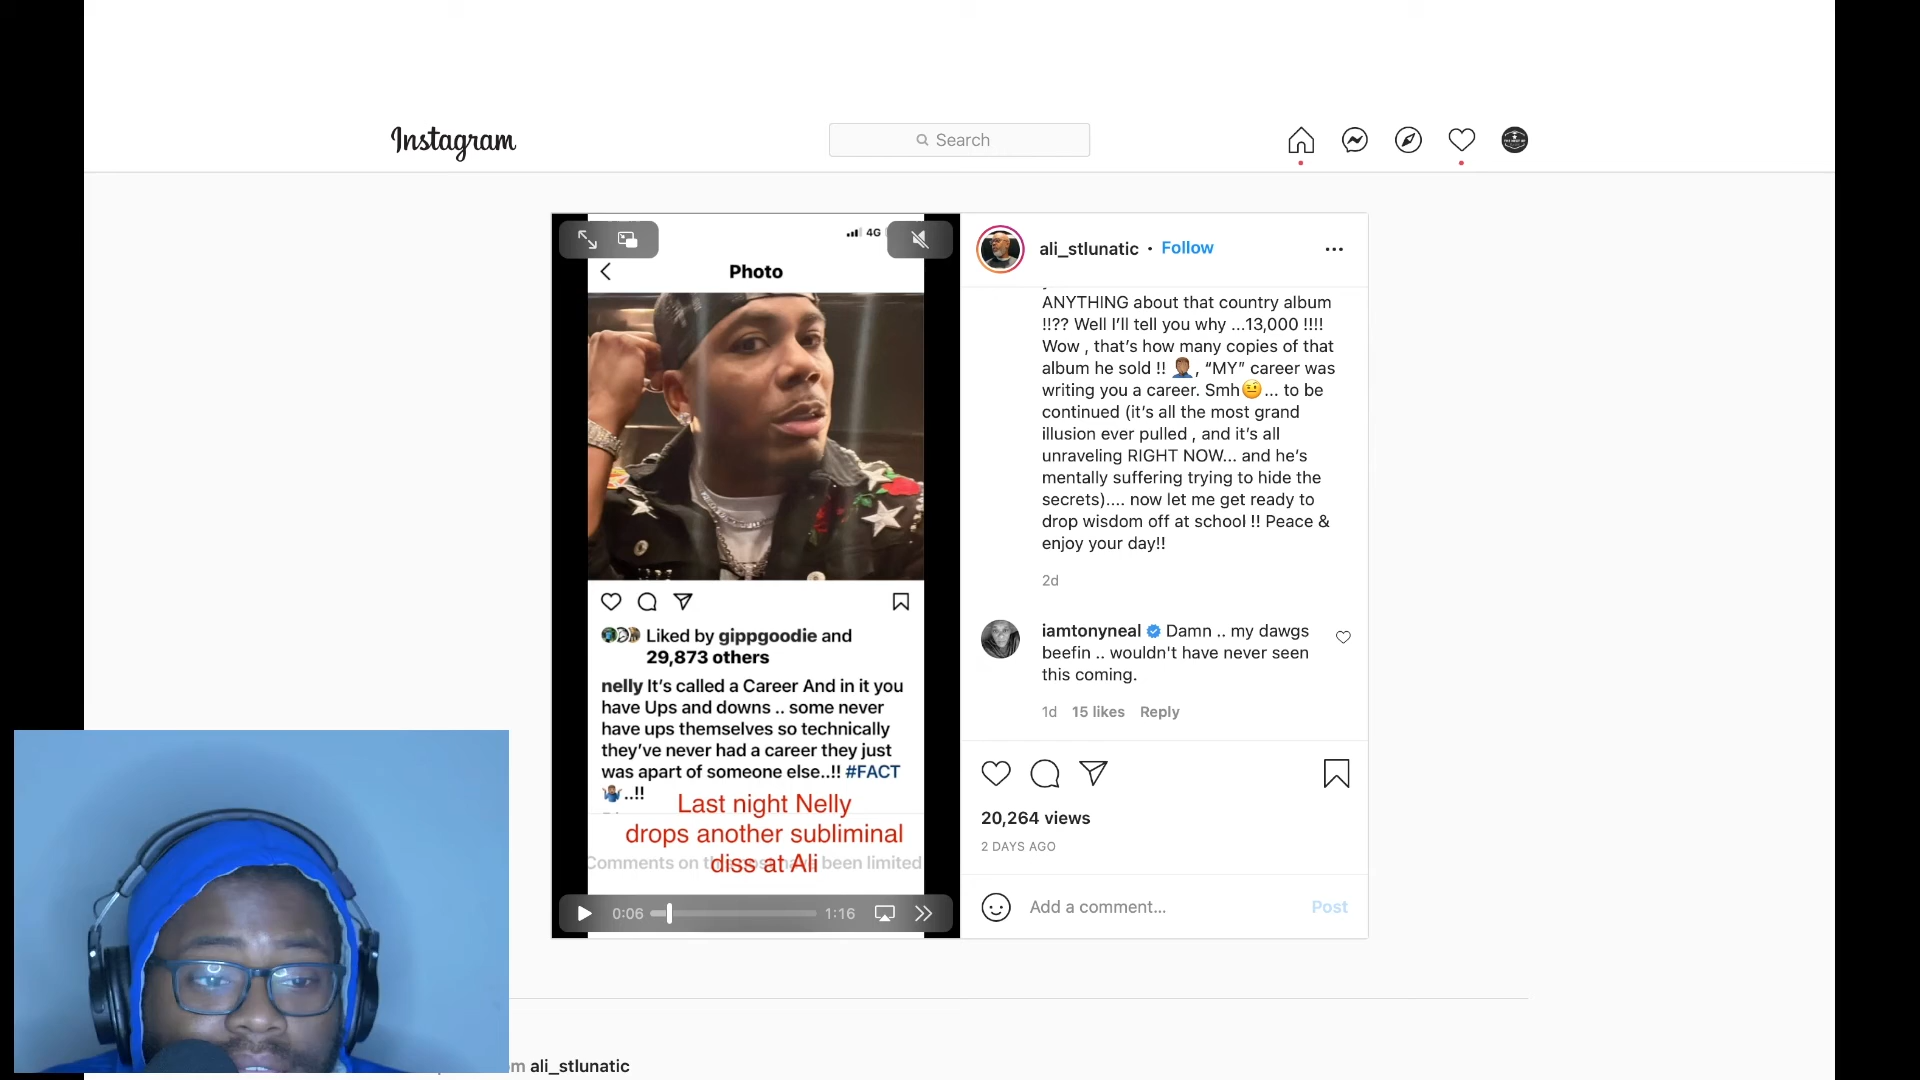 Instagram
Search
4G
Photo
Liked by gippgoodie and
29,873 others
nelly It's called a Career And in it you
have Ups and downs .. some never
have ups themselves so technically
they've never had a career they just
was apart of someone else..!! #FACT
🤷🏽‍♂️..!!
Last night Nelly
drops another subliminal
diss at Ali
Comments on been limited
0:06
1:16
ali_stlunatic • Follow
ANYTHING about that country album
!!?? Well I'll tell you why ...13,000 !!!!
Wow , that's how many copies of that
album he sold !! 🤦🏽‍♂️, “MY” career was
writing you a career. Smh🤨... to be
continued (it's all the most grand
illusion ever pulled , and it's all
unraveling RIGHT NOW... and he's
mentally suffering trying to hide the
secrets).... now let me get ready to
drop wisdom off at school !! Peace &
enjoy your day!!
2d
iamtonyneal Damn .. my dawgs
beefin .. wouldn't have never seen
this coming.
1d 15 likes Reply
20,264 views
2 DAYS AGO
Add a comment... Post
ali_stlunatic